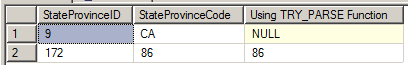 StateProvinceID StateProvinceCode Using TRY_PARSE Function
1 9 CA NULL
2 172 86 86